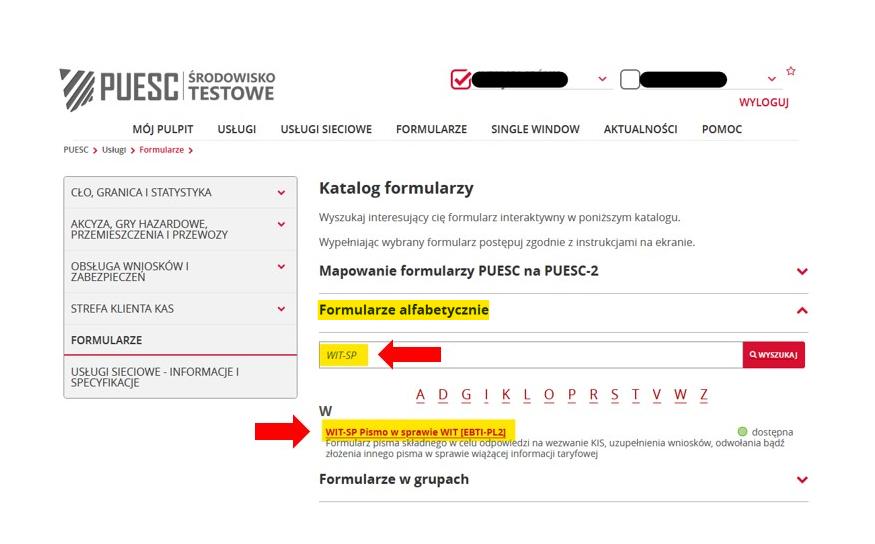 PUESC ŚRODOWISKO
TESTOWE
WYLOGUJ
MÓJ PULPIT USŁUGI USŁUGI SIECIOWE FORMULARZE SINGLE WINDOW AKTUALNOŚCI POMOC
PUESC > Usługi > Formularze >
CŁO, GRANICA I STATYSTYKA
AKCYZA, GRY HAZARDOWE,
PRZEMIESZCZENIA I PRZEWOZY
OBSŁUGA WNIOSKÓW I
ZABEZPIECZEŃ
STREFA KLIENTA KAS
FORMULARZE
USŁUGI SIECIOWE - INFORMACJE I
SPECYFIKACJE
Katalog formularzy
Wyszukaj interesujący cię formularz interaktywny w poniższym katalogu.
Wypełniając wybrany formularz postępuj zgodnie z instrukcjami na ekranie.
Mapowanie formularzy PUESC na PUESC-2
Formularze alfabetycznie
WIT-SP
WYSZUKAJ
A D G I K L O P R S T V W Z
W
WIT-SP Pismo w sprawie WIT [EBTI-PL2] dostępna
Formularz pisma składnego w celu odpowiedzi na wezwanie KIS, uzupełnienia wniosków, odwołania bądź
złożenia innego pisma w sprawie wiążącej informacji taryfowej
Formularze w grupach